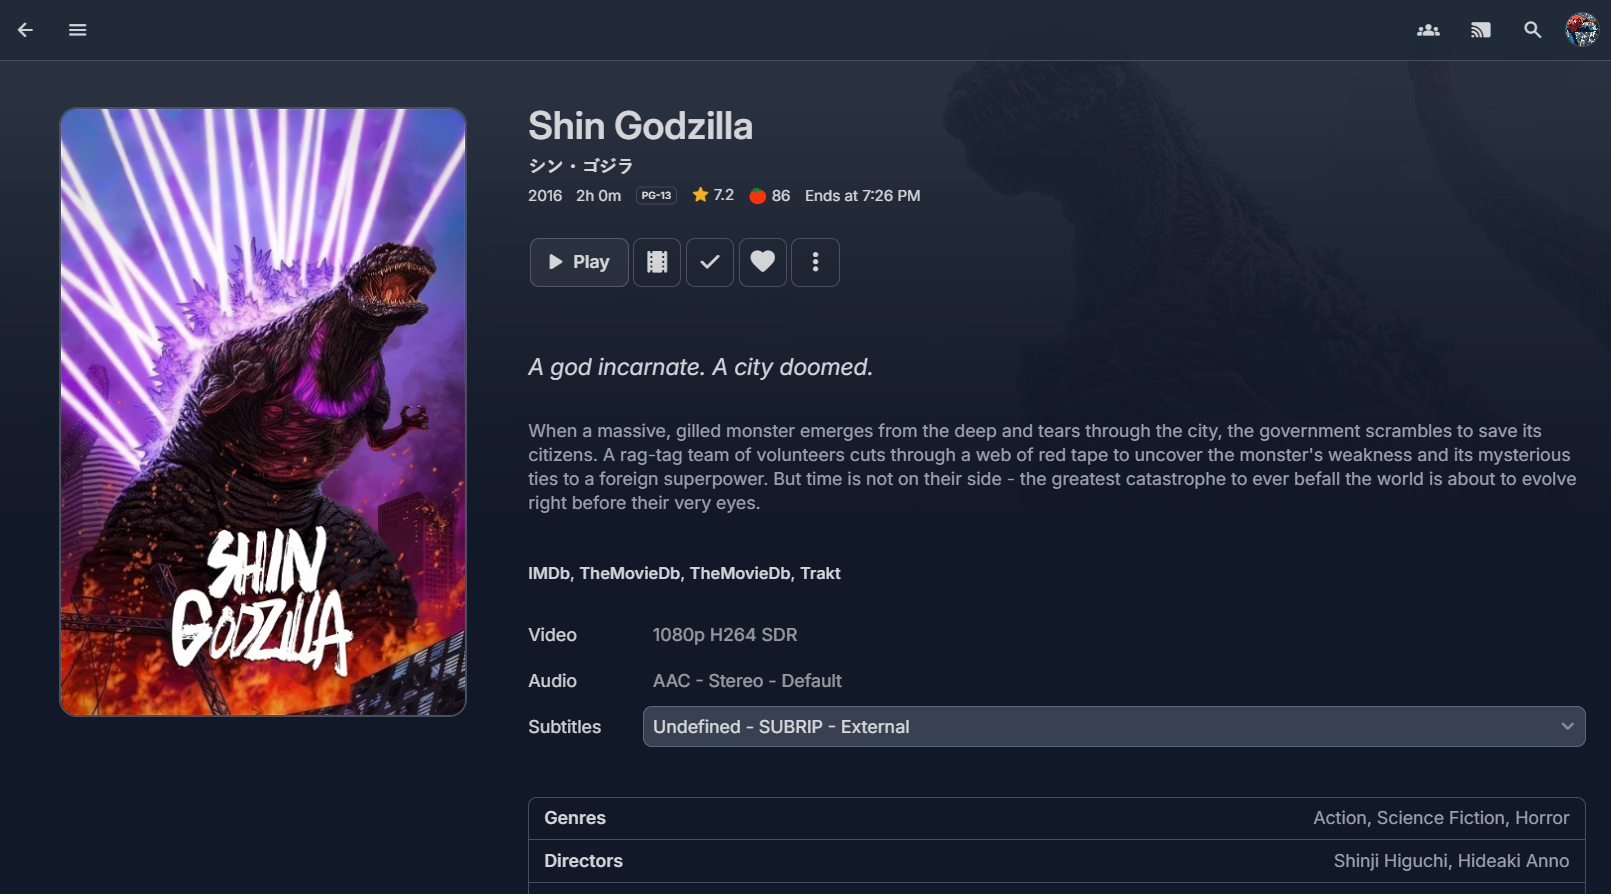 Shin Godzilla
シン・ゴジラ
2016 2h 0m PG-13 7.2 86 Ends at 7:26 PM
Play
A god incarnate. A city doomed.
When a massive, gilled monster emerges from the deep and tears through the city, the government scrambles to save its
citizens. A rag-tag team of volunteers cuts through a web of red tape to uncover the monster's weakness and its mysterious
ties to a foreign superpower. But time is not on their side - the greatest catastrophe to ever befall the world is about to evolve
right before their very eyes.
SHIN
GODZILLA
IMDb, TheMovieDb, TheMovieDb, Trakt
Video 1080p H264 SDR
Audio AAC - Stereo - Default
Subtitles Undefined - SUBRIP - External
Genres Action, Science Fiction, Horror
Directors Shinji Higuchi, Hideaki Anno